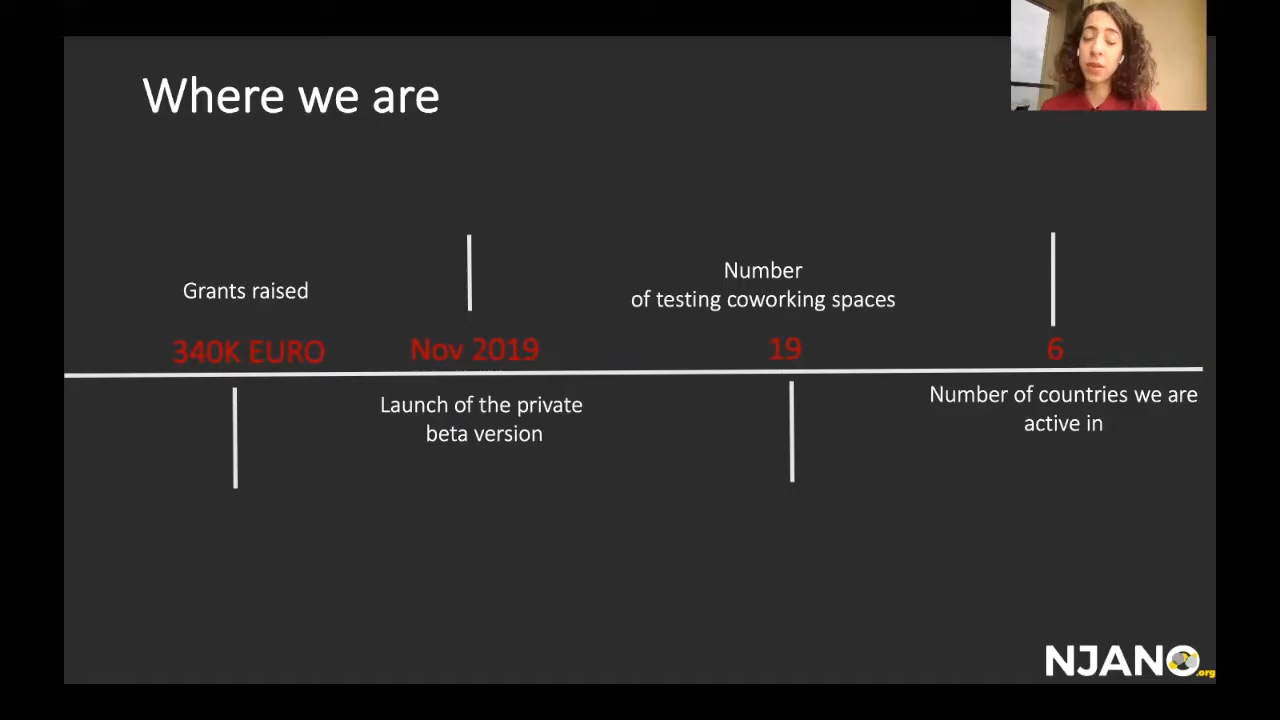 Where we are
Grants raised
340K EURO
Nov 2019
Launch of the private
beta version
Number
of testing coworking spaces
19
6
Number of countries we are
active in
NJANO.org